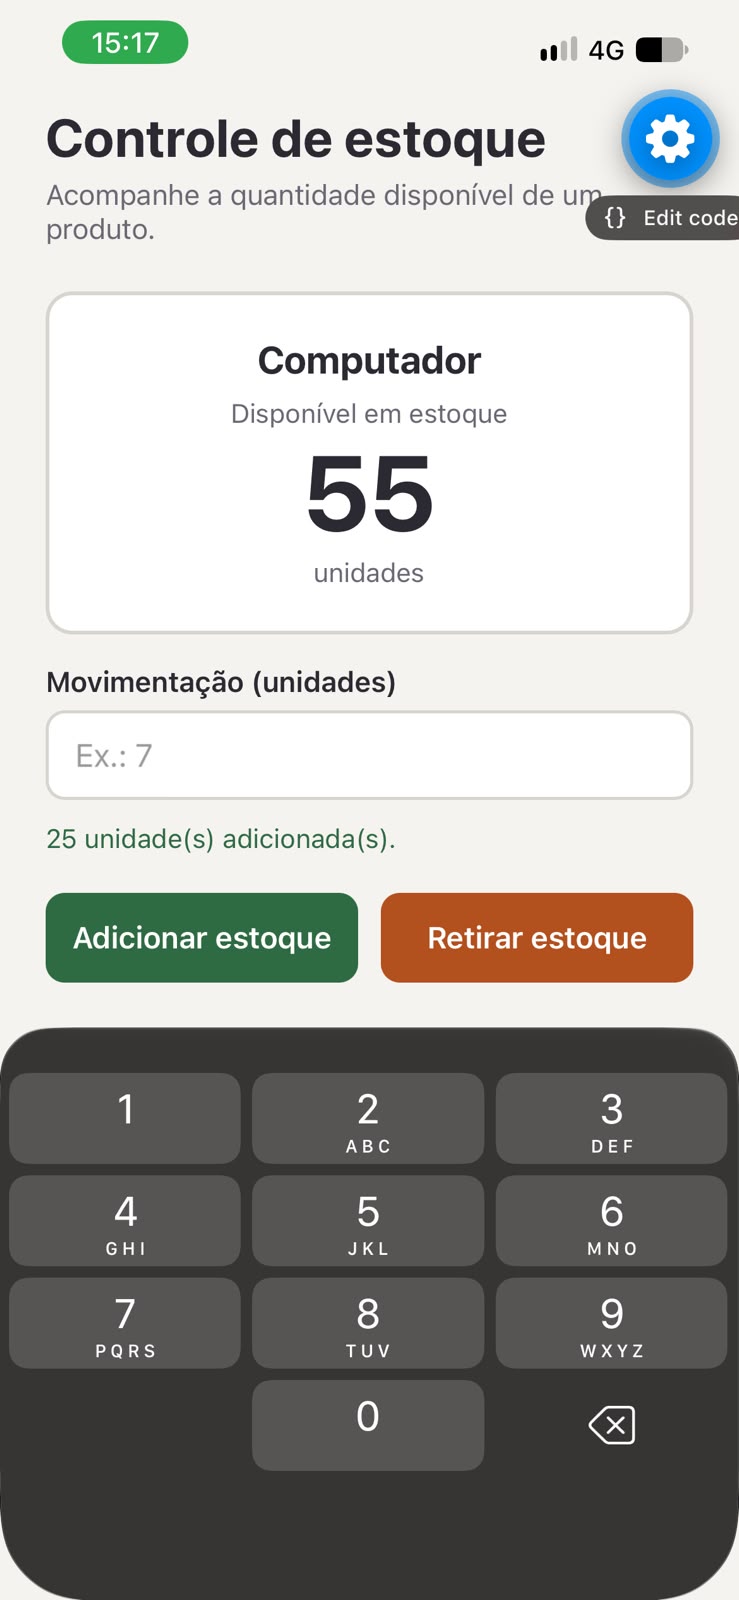 15:17
4G
Controle de estoque
Acompanhe a quantidade disponível de um
produto.
{} Edit code
Computador
Disponível em estoque
55
unidades
Movimentação (unidades)
Ex.: 7
25 unidade(s) adicionada(s).
Adicionar estoque
Retirar estoque
1
2
ABC
3
DEF
4
GHI
5
JKL
6
MNO
7
PQRS
8
TUV
9
WXYZ
0